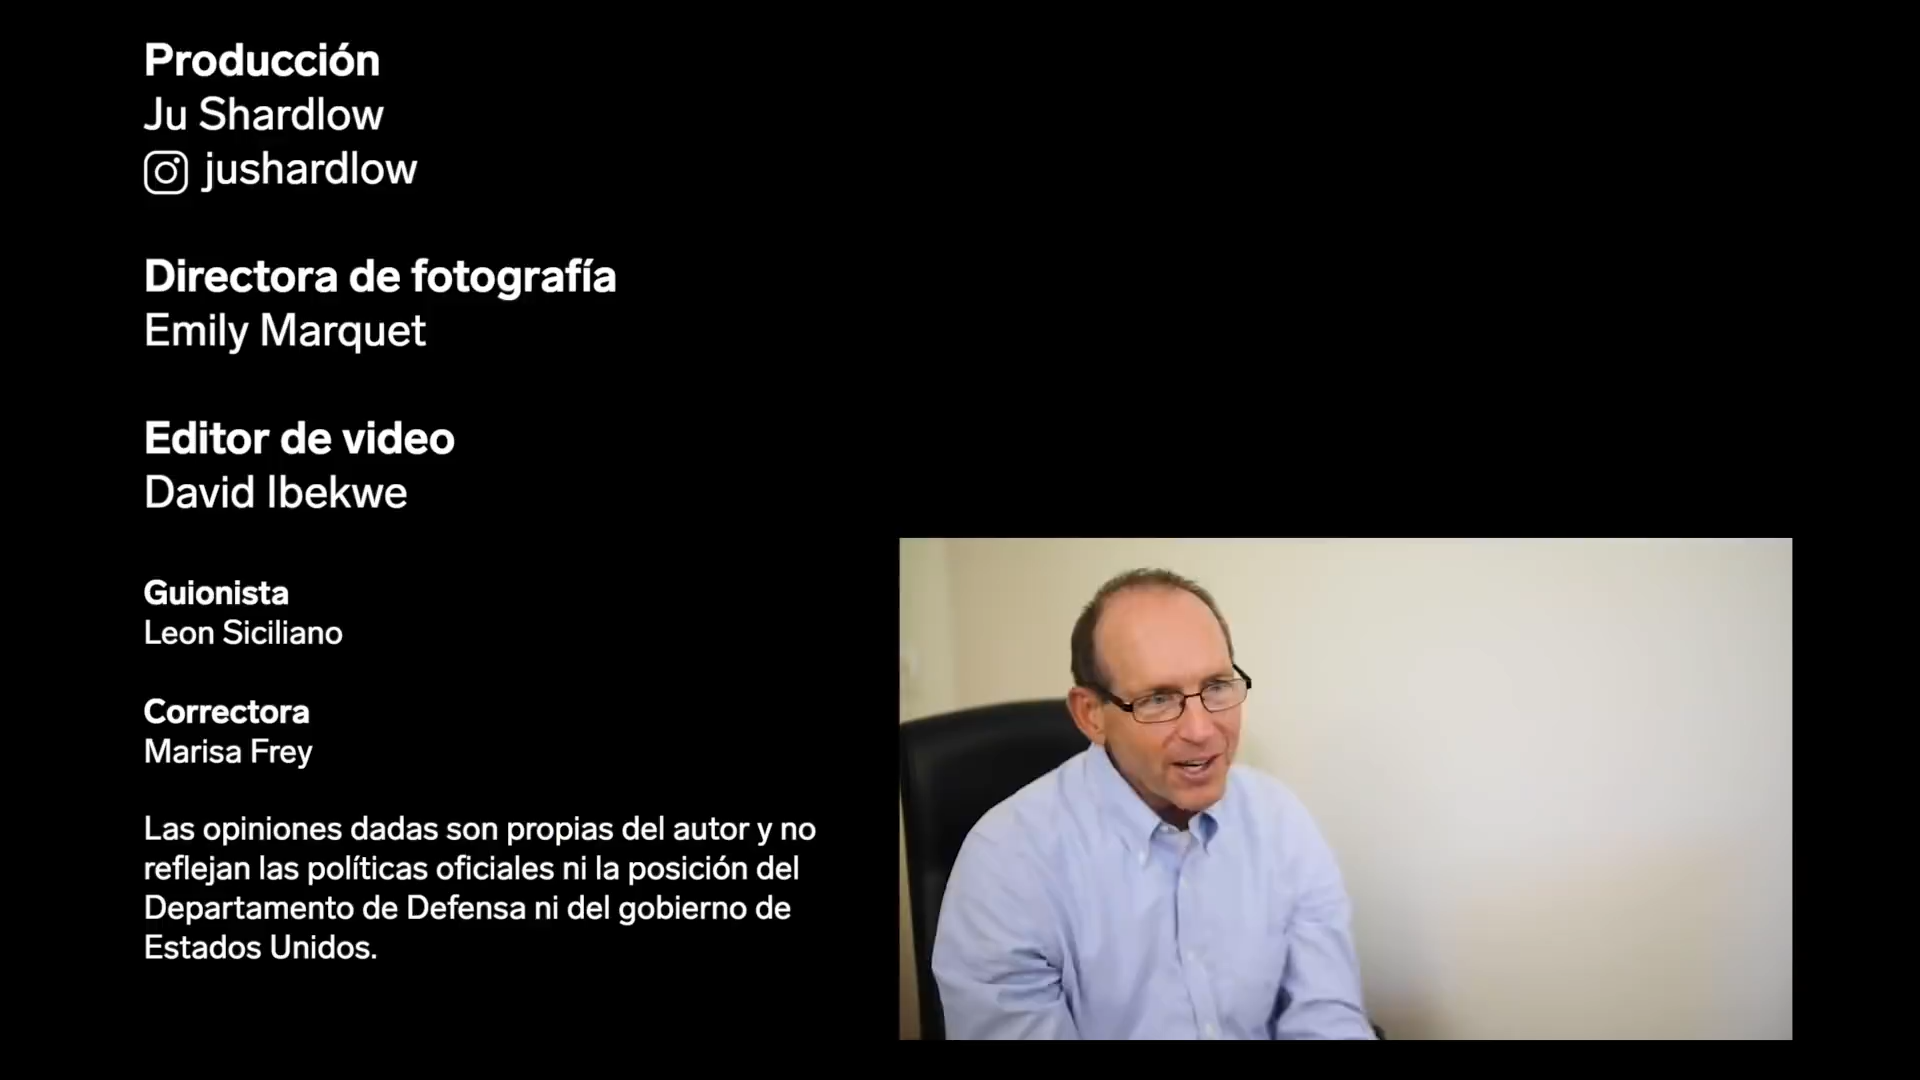 Producción
Ju Shardlow
jushardlow
Directora de fotografía
Emily Marquet
Editor de video
David Ibekwe
Guionista
Leon Siciliano
Correctora
Marisa Frey
Las opiniones dadas son propias del autor y no
reflejan las políticas oficiales ni la posición del
Departamento de Defensa ni del gobierno de
Estados Unidos.